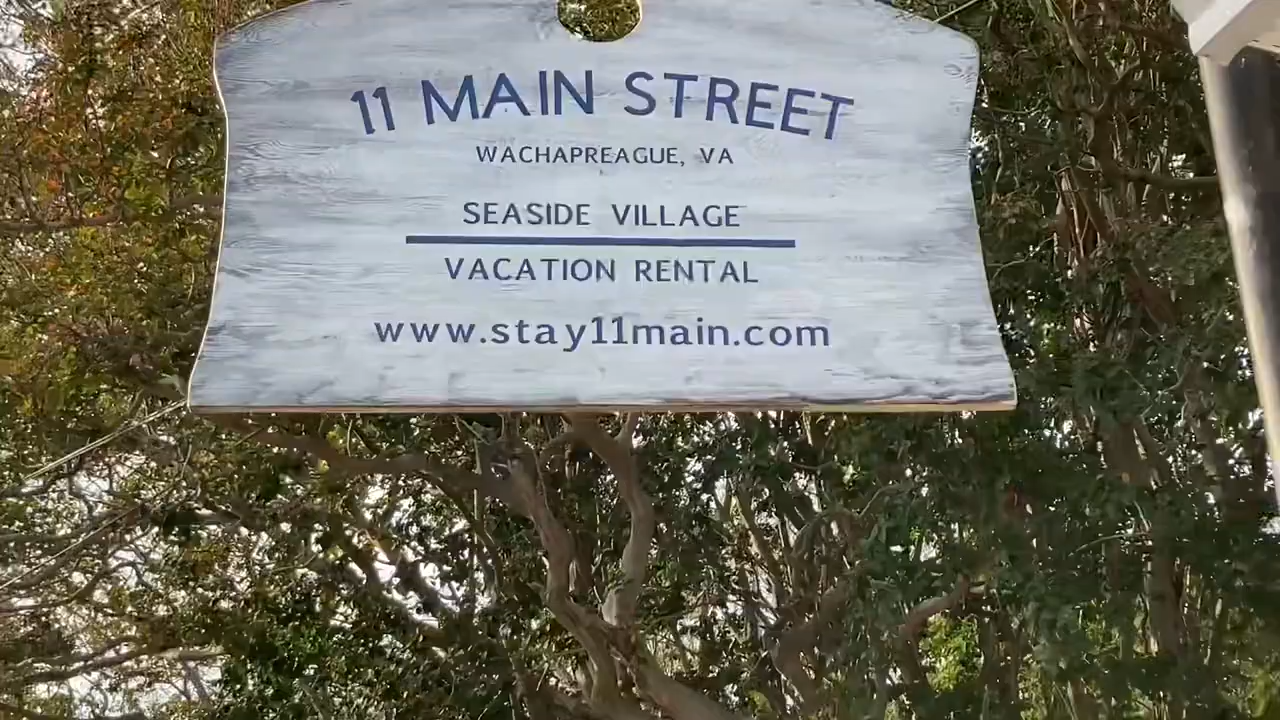 11 MAIN STREET
WACHAPREAGUE, VA
SEASIDE VILLAGE
VACATION RENTAL
www.stay11main.com